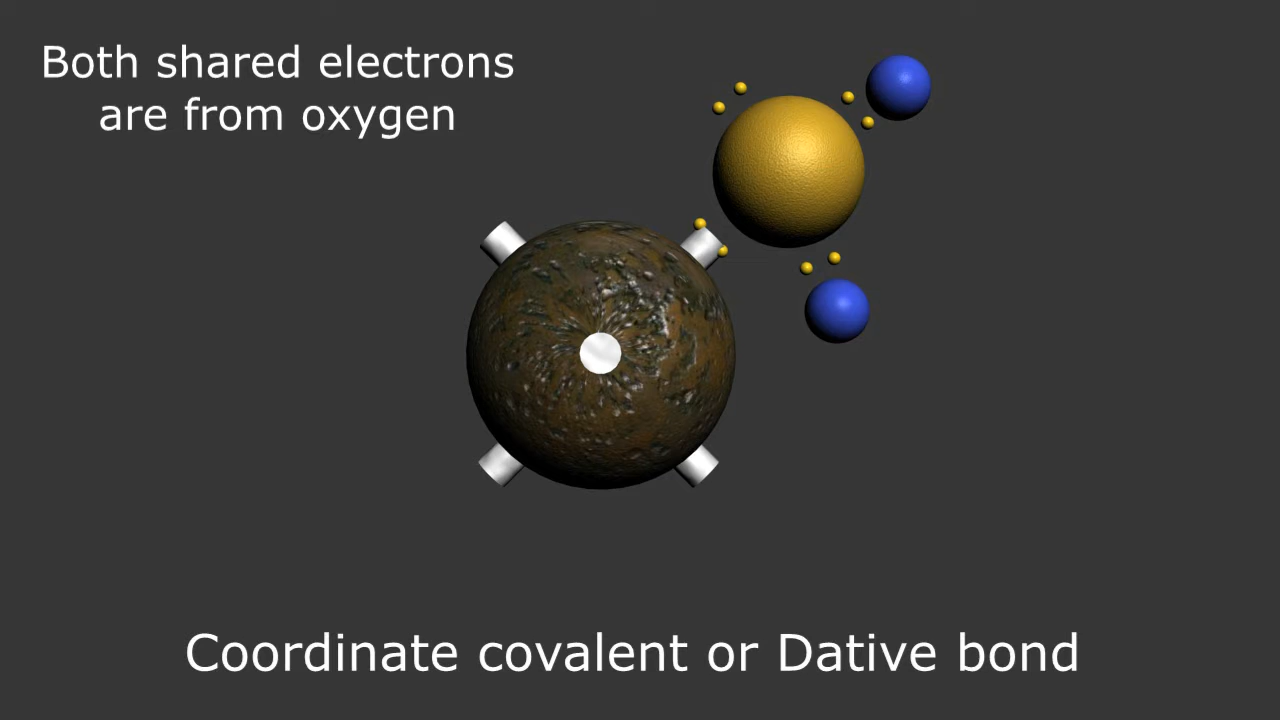 Both shared electrons
are from oxygen
Coordinate covalent or Dative bond